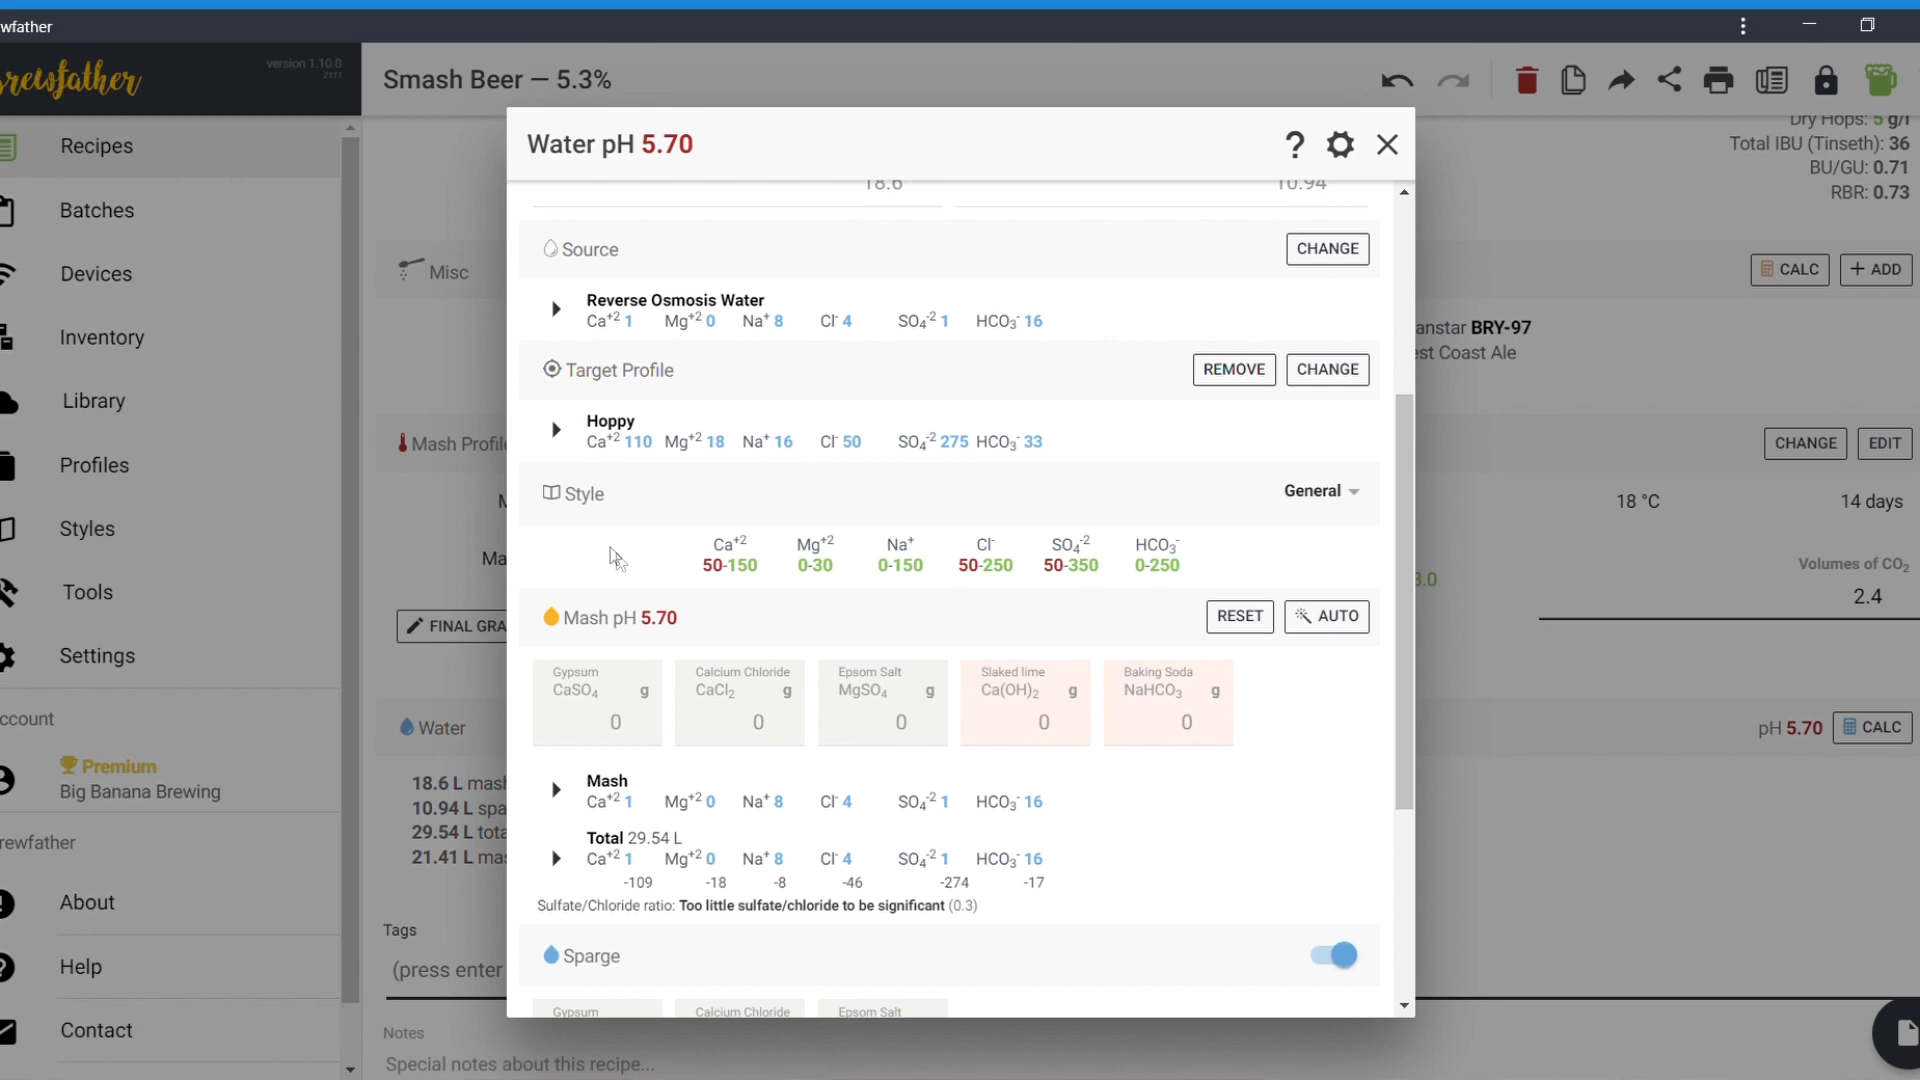 wfather
rewfather
version 1.10.0
2111
Smash Beer — 5.3%
Recipes
Batches
Devices
Inventory
Library
Profiles
Styles
Tools
Settings
ccount
Premium
Big Banana Brewing
rewfather
About
Help
Contact
Misc
Mash Profile
M
Ma
FINAL GRA
Water
18.6 L mash
10.94 L spa
29.54 L tota
21.41 L mas
Tags
(press enter
Notes
Special notes about this recipe...
Water pH 5.70
?
18.6 10.94
Source CHANGE
Reverse Osmosis Water
Ca+2 1 Mg+2 0 Na+ 8 Cl- 4 SO4-2 1 HCO3- 16
Target Profile REMOVE CHANGE
Hoppy
Ca+2 110 Mg+2 18 Na+ 16 Cl- 50 SO4-2 275 HCO3- 33
Style General
Ca+2 Mg+2 Na+ Cl- SO4-2 HCO3-
50-150 0-30 0-150 50-250 50-350 0-250
Mash pH 5.70 RESET AUTO
Gypsum Calcium Chloride Epsom Salt Slaked lime Baking Soda
CaSO4 g CaCl2 g MgSO4 g Ca(OH)2 g NaHCO3 g
0 0 0 0 0
Mash
Ca+2 1 Mg+2 0 Na+ 8 Cl- 4 SO4-2 1 HCO3- 16
Total 29.54 L
Ca+2 1 Mg+2 0 Na+ 8 Cl- 4 SO4-2 1 HCO3- 16
-109 -18 -8 -46 -274 -17
Sulfate/Chloride ratio: Too little sulfate/chloride to be significant (0.3)
Sparge
Gypsum Calcium Chloride Epsom Salt
Dry Hops: 5 g/l
Total IBU (Tinseth): 36
BU/GU: 0.71
RBR: 0.73
CALC + ADD
anstar BRY-97
est Coast Ale
CHANGE EDIT
18 °C 14 days
3.0
Volumes of CO2
2.4
pH 5.70 CALC